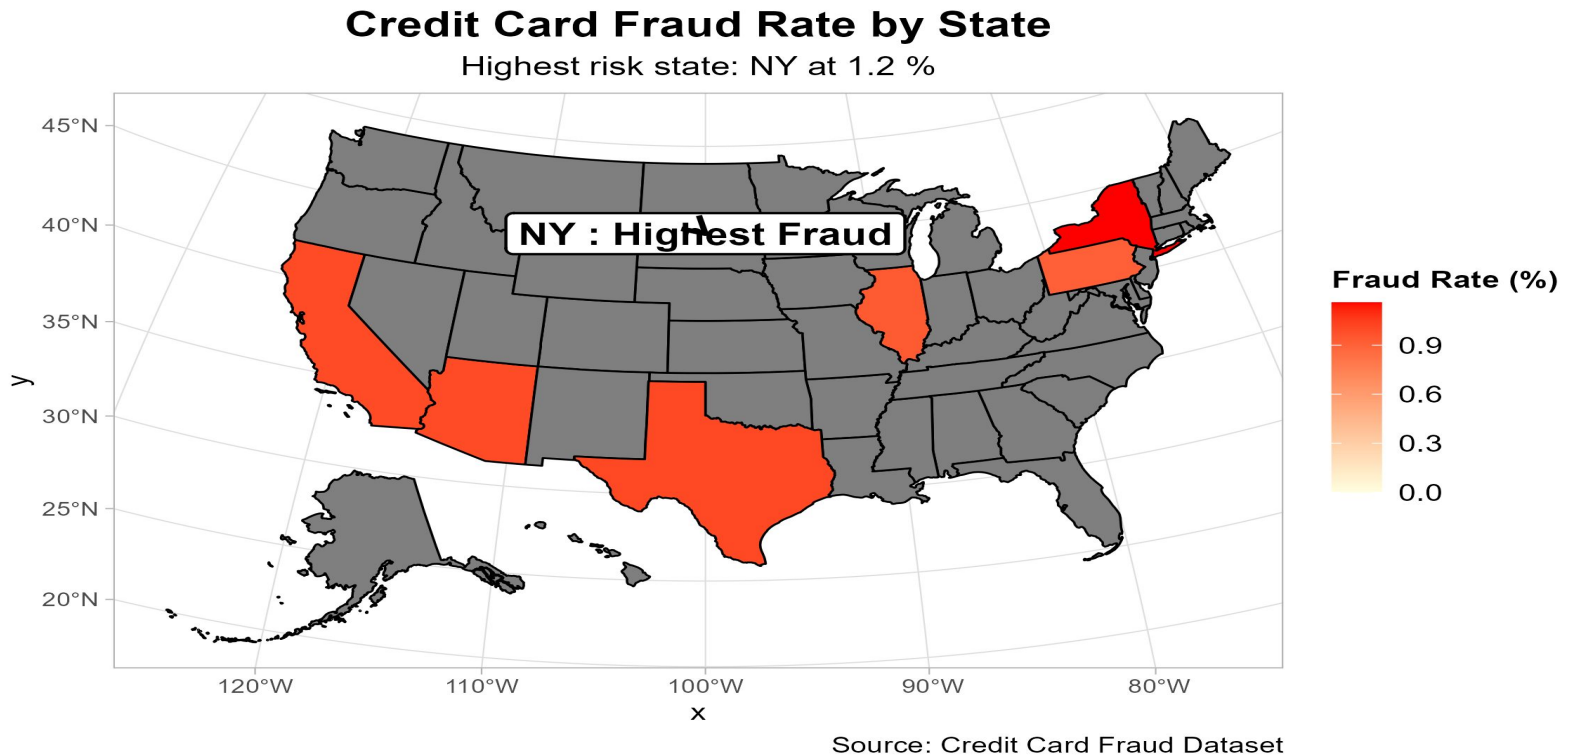 Credit Card Fraud Rate by State
Highest risk state: NY at 1.2 %
45°N
40°N
35°N
30°N
25°N
20°N
y
NY : Highest Fraud
120°W
110°W
100°W
90°W
80°W
x
Fraud Rate (%)
0.9
0.6
0.3
0.0
Source: Credit Card Fraud Dataset